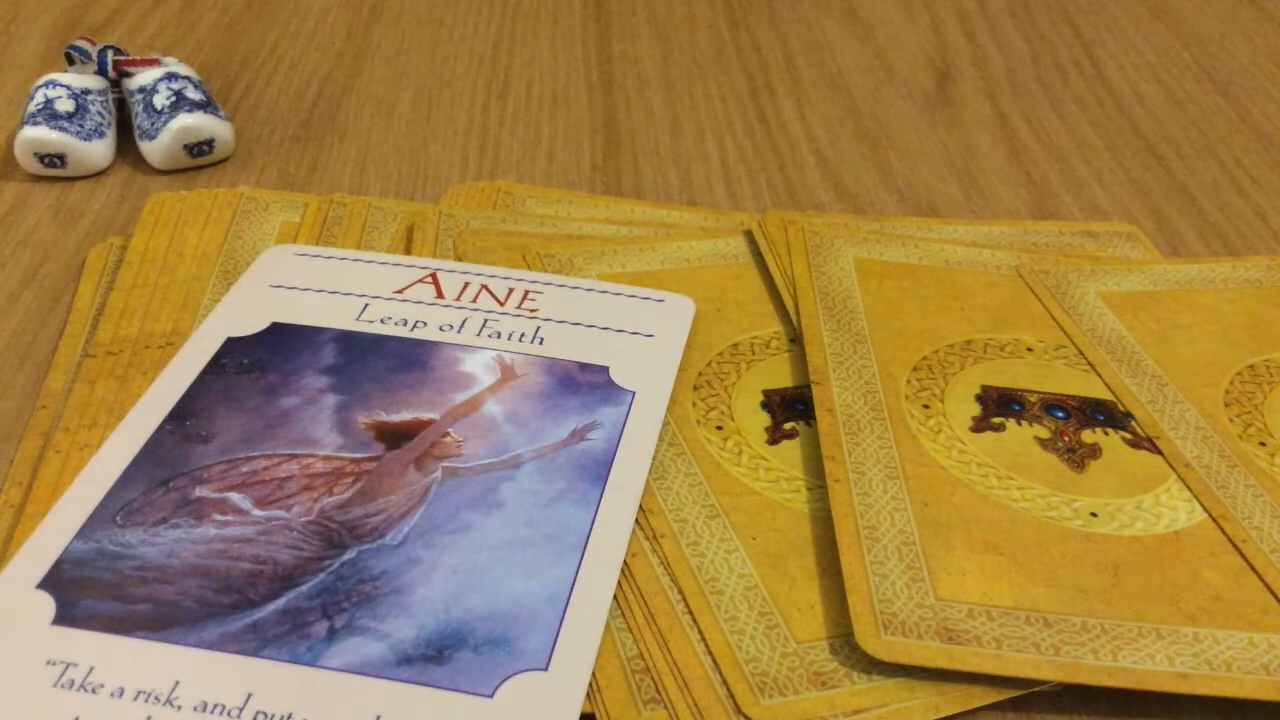 AINE
Leap of Faith
"Take a risk, and put